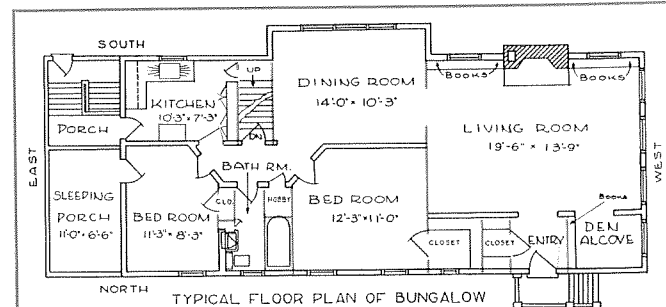 SOUTH
UP
BOOKS
BOOKS
DINING ROOM
14'-0" × 10'-3"
KITCHEN
10'-3" × 7'-3"
DN
PORCH
LIVING ROOM
19'-6" × 13'-9"
EAST
WEST
BATH RM.
SLEEPING
PORCH
11'-0" × 6'-6"
CLO.
HOBBY
BED ROOM
12'-3" × 11'-0"
BOOKS
BED ROOM
11'-3" × 8'-3"
CLOSET
CLOSET
ENTRY
DEN
ALCOVE
NORTH
TYPICAL FLOOR PLAN OF BUNGALOW